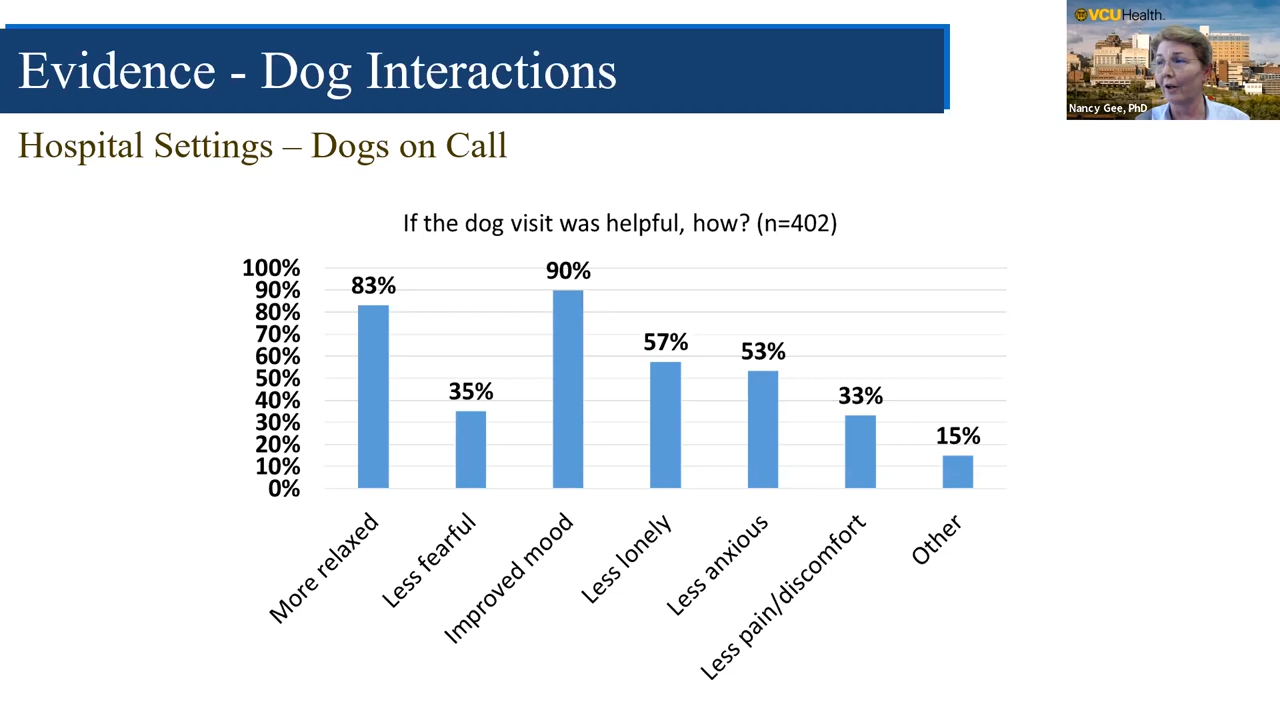 Evidence - Dog Interactions
VCUHealth.
Nancy Gee, PhD
Hospital Settings – Dogs on Call
If the dog visit was helpful, how? (n=402)
100%
90%
80%
70%
60%
50%
40%
30%
20%
10%
0%
83%
35%
90%
57%
53%
33%
15%
More relaxed
Less fearful
Improved mood
Less lonely
Less anxious
Less pain/discomfort
Other